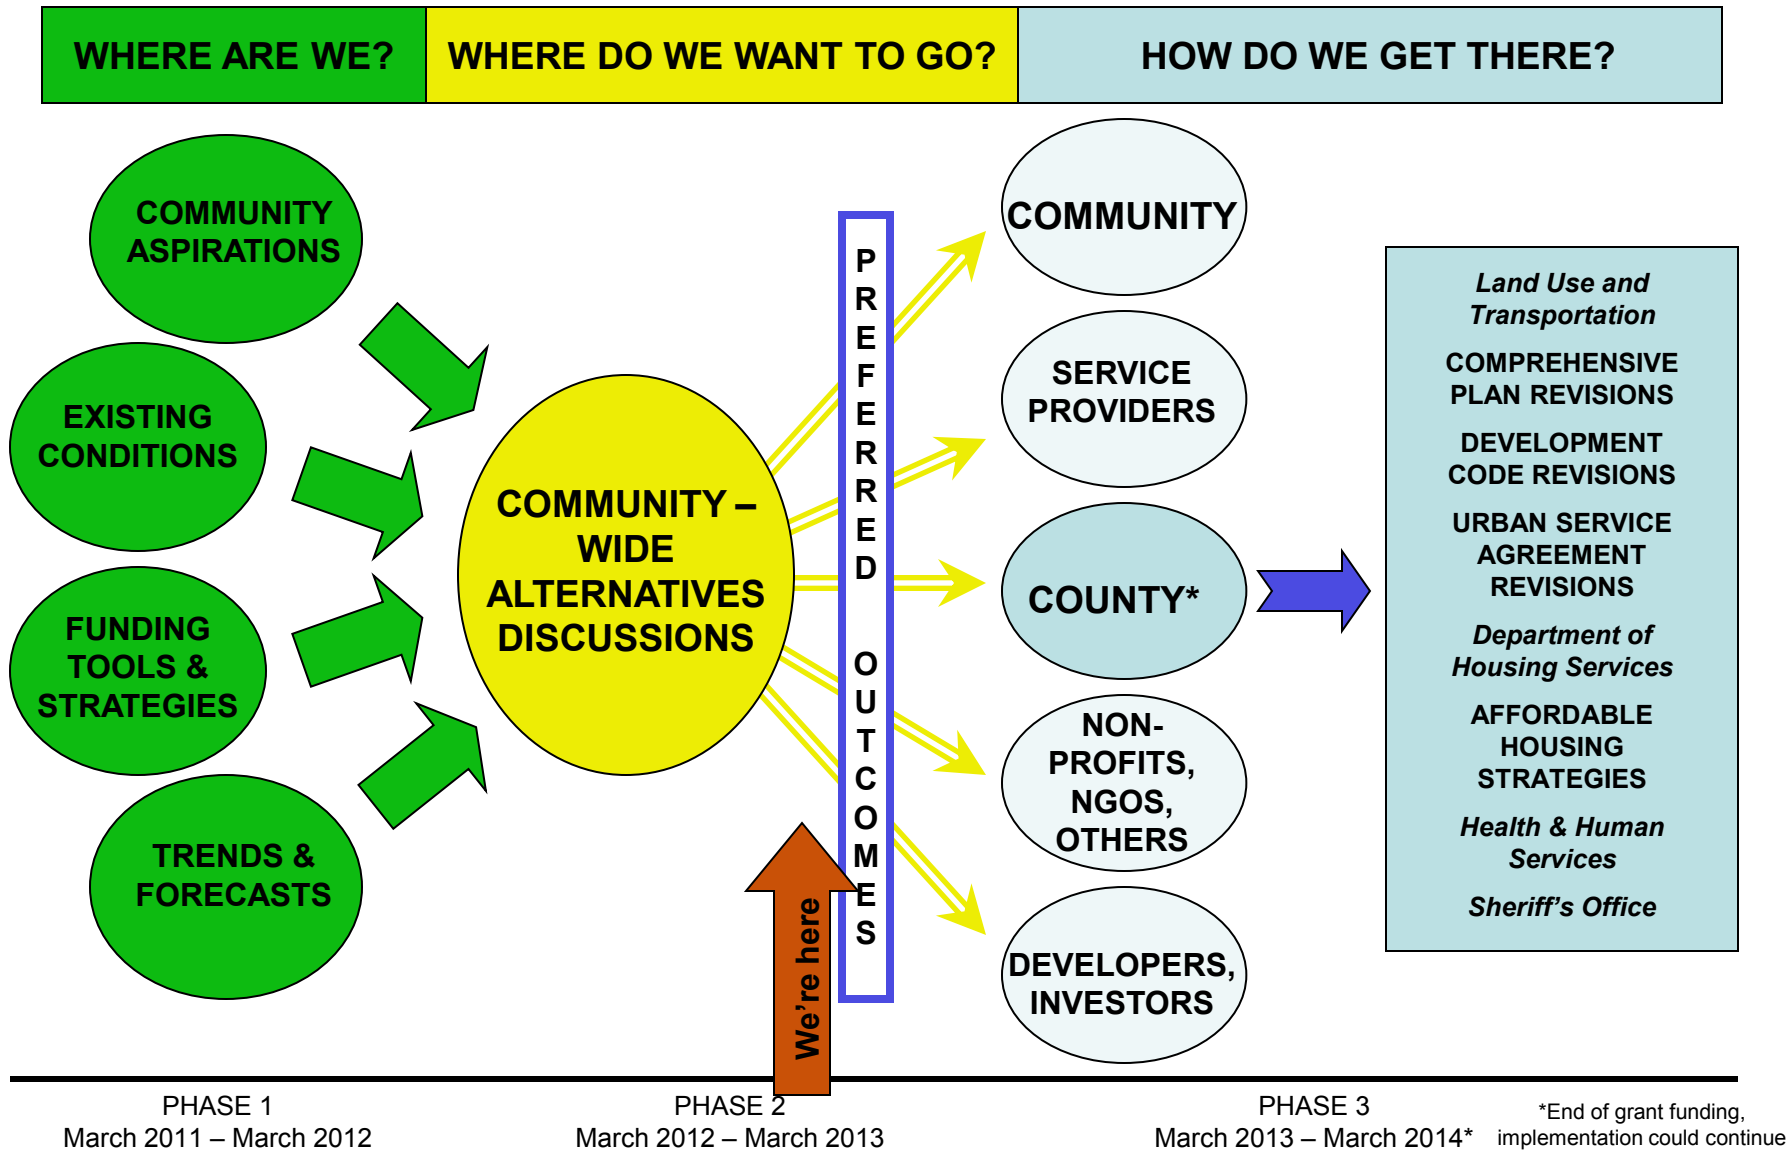 WHERE ARE WE?
WHERE DO WE WANT TO GO?
HOW DO WE GET THERE?
COMMUNITY
ASPIRATIONS
EXISTING
CONDITIONS
FUNDING
TOOLS &
STRATEGIES
TRENDS &
FORECASTS
COMMUNITY –
WIDE
ALTERNATIVES
DISCUSSIONS
PREFERRED OUTCOMES
We're here
COMMUNITY
SERVICE
PROVIDERS
COUNTY*
NON-
PROFITS,
NGOS,
OTHERS
DEVELOPERS,
INVESTORS
Land Use and
Transportation
COMPREHENSIVE
PLAN REVISIONS
DEVELOPMENT
CODE REVISIONS
URBAN SERVICE
AGREEMENT
REVISIONS
Department of
Housing Services
AFFORDABLE
HOUSING
STRATEGIES
Health & Human
Services
Sheriff's Office
PHASE 1
March 2011 – March 2012
PHASE 2
March 2012 – March 2013
PHASE 3
March 2013 – March 2014*
*End of grant funding,
implementation could continue